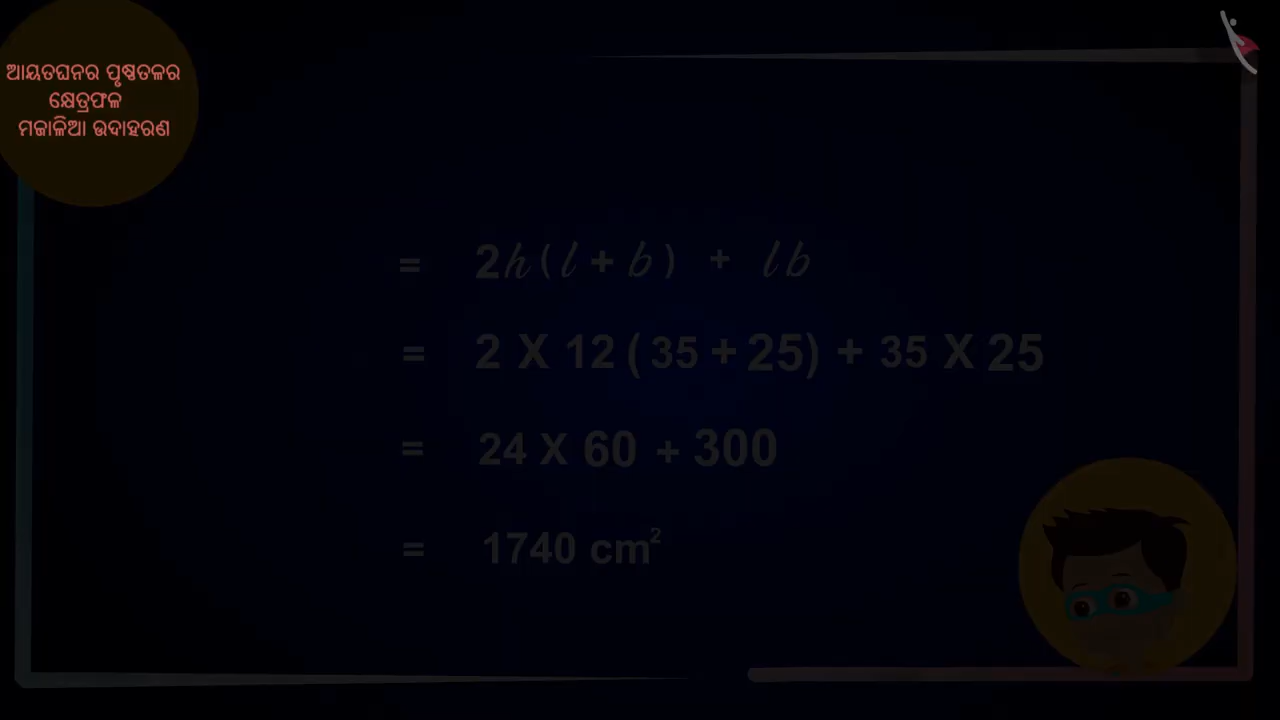 ଆୟତଘନର ପୃଷ୍ଠତଳର
କ୍ଷେତ୍ରଫଳ
ମଜାଳିଆ ଉଦାହରଣ
= 2h(l + b) + lb
= 2 X 12 (35 + 25) + 35 X 25
= 24 X 60 + 300
= 1740 cm²